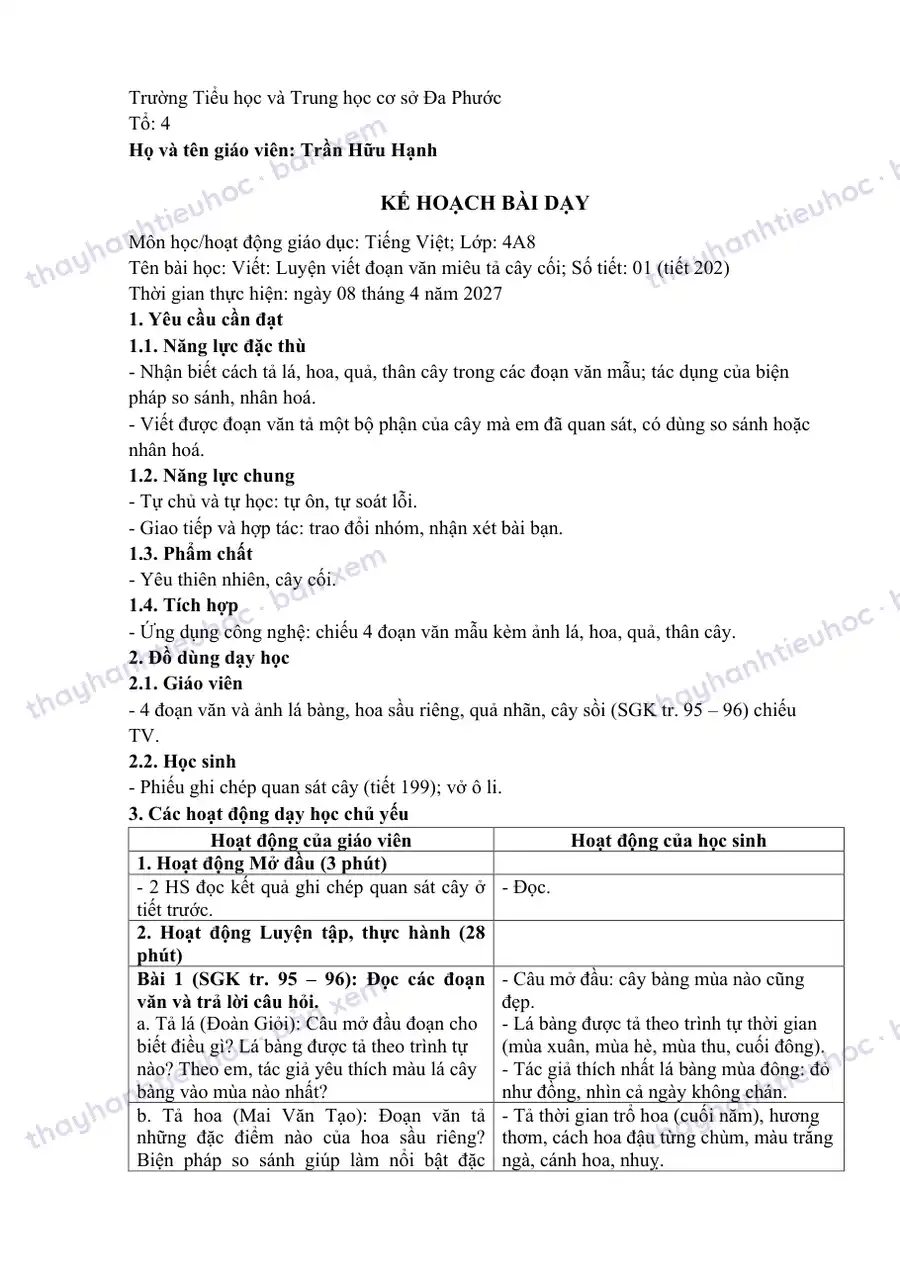 Trường Tiểu học và Trung học cơ sở Đa Phước
Tổ: 4
Họ và tên giáo viên: Trần Hữu Hạnh
KẾ HOẠCH BÀI DẠY
Môn học/hoạt động giáo dục: Tiếng Việt; Lớp: 4A8
Tên bài học: Viết: Luyện viết đoạn văn miêu tả cây cối; Số tiết: 01 (tiết 202)
Thời gian thực hiện: ngày 08 tháng 4 năm 2027
1. Yêu cầu cần đạt
1.1. Năng lực đặc thù
- Nhận biết cách tả lá, hoa, quả, thân cây trong các đoạn văn mẫu; tác dụng của biện
pháp so sánh, nhân hoá.
- Viết được đoạn văn tả một bộ phận của cây mà em đã quan sát, có dùng so sánh hoặc
nhân hoá.
1.2. Năng lực chung
- Tự chủ và tự học: tự ôn, tự soát lỗi.
- Giao tiếp và hợp tác: trao đổi nhóm, nhận xét bài bạn.
1.3. Phẩm chất
- Yêu thiên nhiên, cây cối.
1.4. Tích hợp
- Ứng dụng công nghệ: chiếu 4 đoạn văn mẫu kèm ảnh lá, hoa, quả, thân cây.
2. Đồ dùng dạy học
2.1. Giáo viên
- 4 đoạn văn và ảnh lá bàng, hoa sầu riêng, quả nhãn, cây sồi (SGK tr. 95 – 96) chiếu
TV.
2.2. Học sinh
- Phiếu ghi chép quan sát cây (tiết 199); vở ô li.
3. Các hoạt động dạy học chủ yếu
Hoạt động của giáo viên
Hoạt động của học sinh
1. Hoạt động Mở đầu (3 phút)
- 2 HS đọc kết quả ghi chép quan sát cây ở
tiết trước.
- Đọc.
2. Hoạt động Luyện tập, thực hành (28
phút)
Bài 1 (SGK tr. 95 – 96): Đọc các đoạn
văn và trả lời câu hỏi.
a. Tả lá (Đoàn Giỏi): Câu mở đầu đoạn cho
biết điều gì? Lá bàng được tả theo trình tự
nào? Theo em, tác giả yêu thích màu lá cây
bàng vào mùa nào nhất?
- Câu mở đầu: cây bàng mùa nào cũng
đẹp.
- Lá bàng được tả theo trình tự thời gian
(mùa xuân, mùa hè, mùa thu, cuối đông).
- Tác giả thích nhất lá bàng mùa đông: đỏ
như đồng, nhìn cả ngày không chán.
b. Tả hoa (Mai Văn Tạo): Đoạn văn tả
những đặc điểm nào của hoa sầu riêng?
Biện pháp so sánh giúp làm nổi bật đặc
- Tả thời gian trổ hoa (cuối năm), hương
thơm, cách hoa đậu từng chùm, màu trắng
ngà, cánh hoa, nhuỵ.
thayhanhtieuhoc · bản xem
thayhanhtieuhoc · b
thayhanhtieuhoc · bản xem
thayhanhtieuhoc · b
thayhanhtieuhoc · bản xem
thayhanhtieuhoc · b